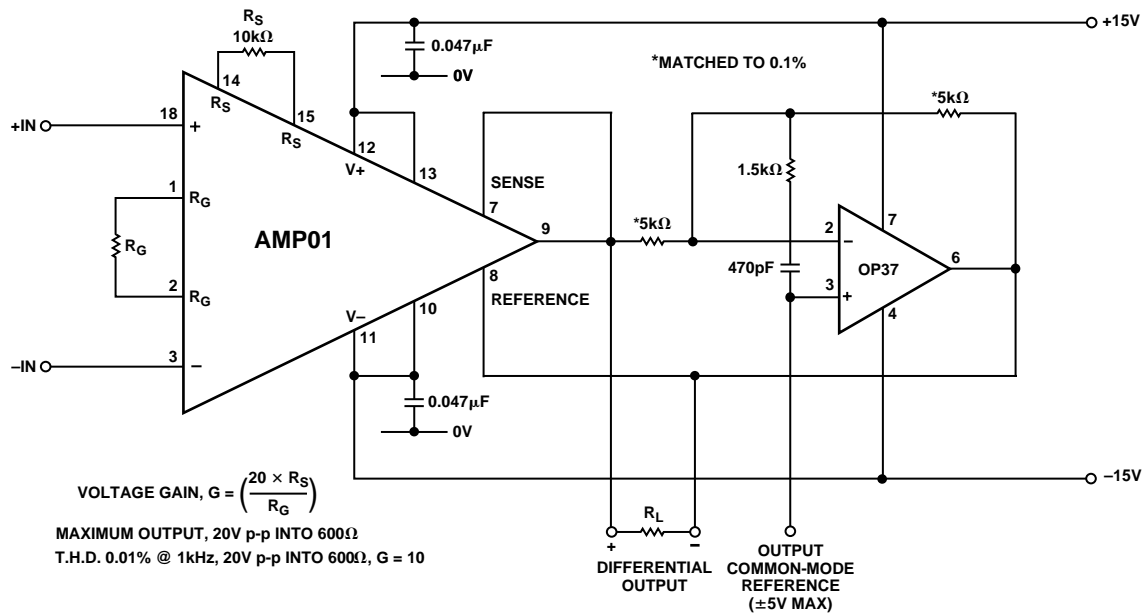 RS
10kΩ
14
RS
15
RS
+IN
18
+
1
RG
RG
2
RG
–IN
3
–
AMP01
0.047µF
0V
12
V+
13
SENSE
7
9
8
REFERENCE
V–
10
11
0.047µF
0V
*MATCHED TO 0.1%
+15V
*5kΩ
1.5kΩ
*5kΩ
470pF
2
–
3
+
OP37
7
6
4
–15V
VOLTAGE GAIN, G = (20 × RS / RG)
MAXIMUM OUTPUT, 20V p-p INTO 600Ω
T.H.D. 0.01% @ 1kHz, 20V p-p INTO 600Ω, G = 10
RL
+
–
DIFFERENTIAL
OUTPUT
OUTPUT
COMMON-MODE
REFERENCE
(±5V MAX)